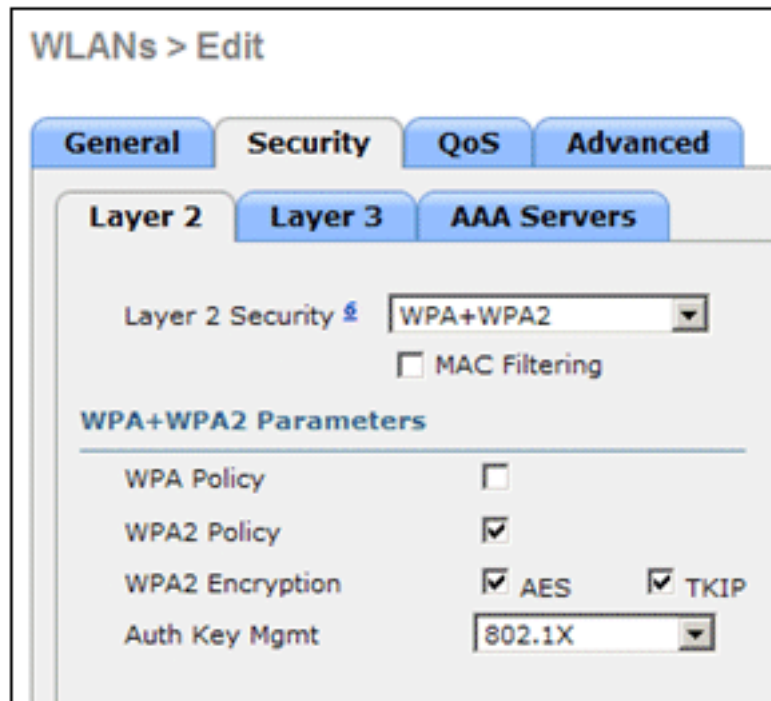 WLANs > Edit
General Security QoS Advanced
Layer 2 Layer 3 AAA Servers
Layer 2 Security 6 WPA+WPA2
MAC Filtering
WPA+WPA2 Parameters
WPA Policy
WPA2 Policy
WPA2 Encryption AES TKIP
Auth Key Mgmt 802.1X